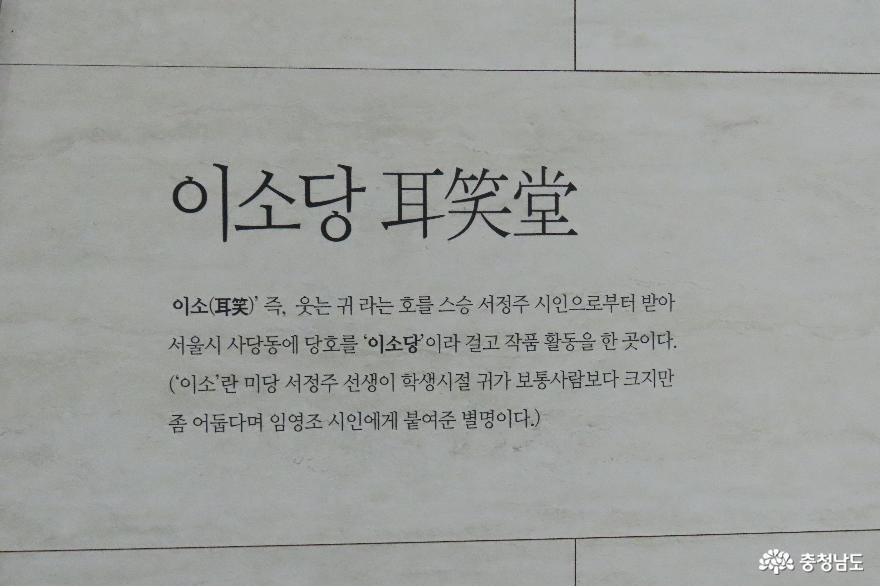 이소당 耳笑堂
이소(耳笑)’ 즉, 웃는 귀 라는 호를 스승 서정주 시인으로부터 받아
서울시 사당동에 당호를 ‘이소당’이라 걸고 작품 활동을 한 곳이다.
(‘이소’란 미당 서정주 선생이 학생시절 귀가 보통사람보다 크지만
좀 어둡다며 임영조 시인에게 붙여준 별명이다.)
충청남도